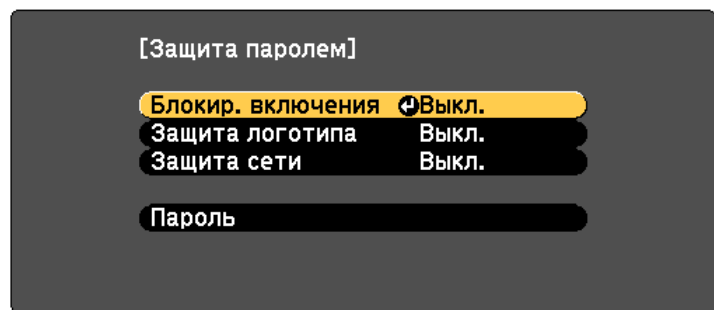 [Защита паролем]
Блокир. включения Выкл.
Защита логотипа Выкл.
Защита сети Выкл.
Пароль